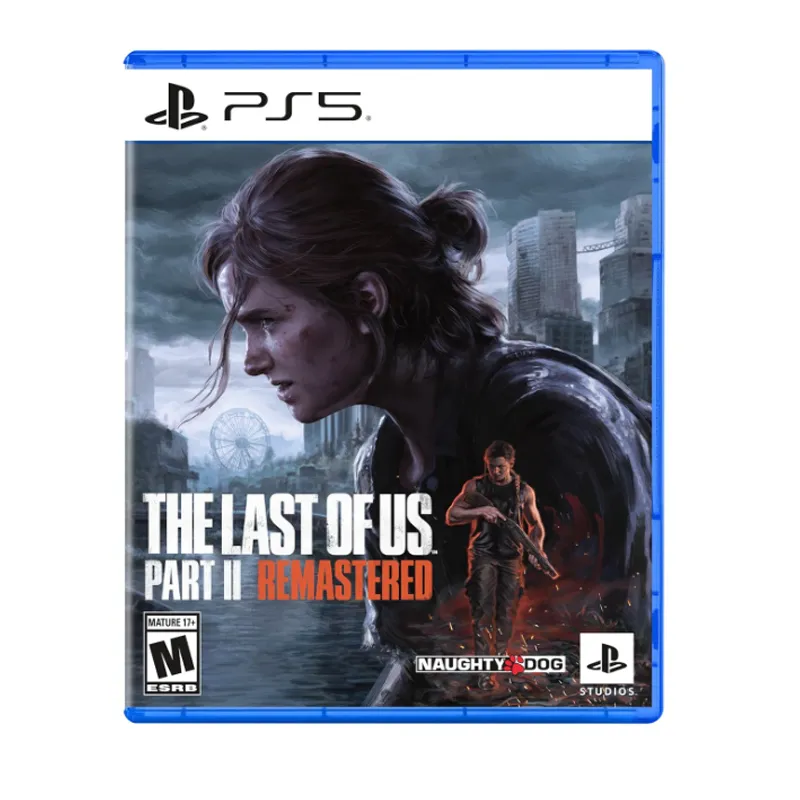 PS5
THE LAST OF US
PART II REMASTERED
MATURE 17+
M
ESRB
NAUGHTY DOG
STUDIOS